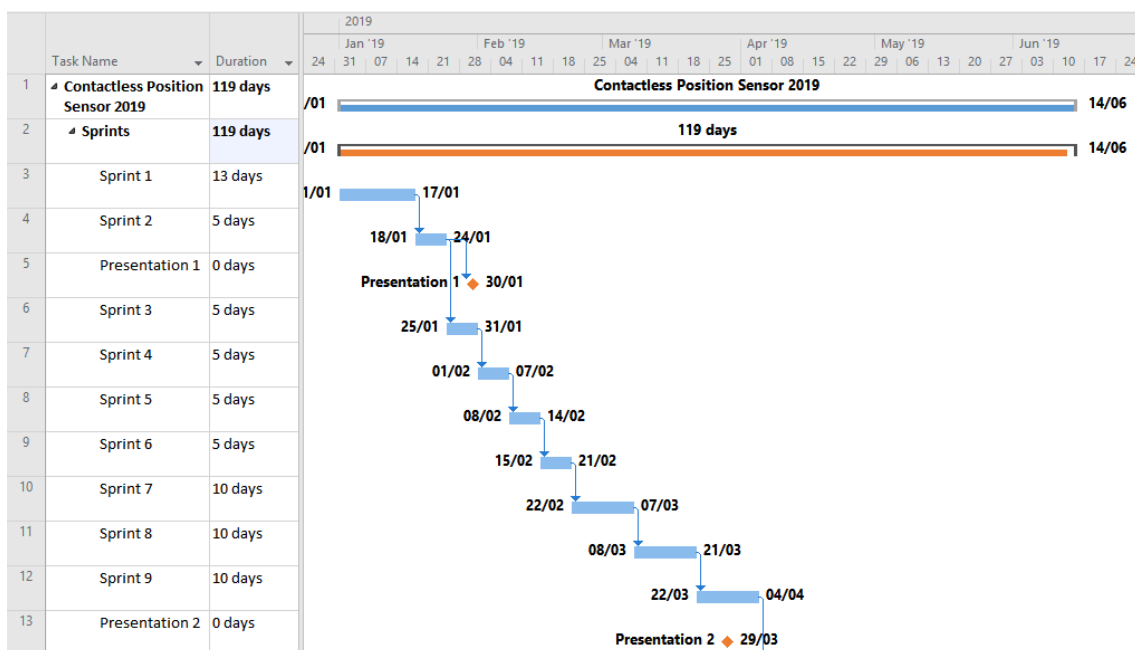 2019
Jan '19 Feb '19 Mar '19 Apr '19 May '19 Jun '19
Task Name Duration 24 31 07 14 21 28 04 11 18 25 04 11 18 25 01 08 15 22 29 06 13 20 27 03 10 17 24
1 Contactless Position Sensor 2019 119 days /01 Contactless Position Sensor 2019 14/06
2 Sprints 119 days /01 119 days 14/06
3 Sprint 1 13 days 1/01 17/01
4 Sprint 2 5 days 18/01 24/01
5 Presentation 1 0 days Presentation 1 30/01
6 Sprint 3 5 days 25/01 31/01
7 Sprint 4 5 days 01/02 07/02
8 Sprint 5 5 days 08/02 14/02
9 Sprint 6 5 days 15/02 21/02
10 Sprint 7 10 days 22/02 07/03
11 Sprint 8 10 days 08/03 21/03
12 Sprint 9 10 days 22/03 04/04
13 Presentation 2 0 days Presentation 2 29/03